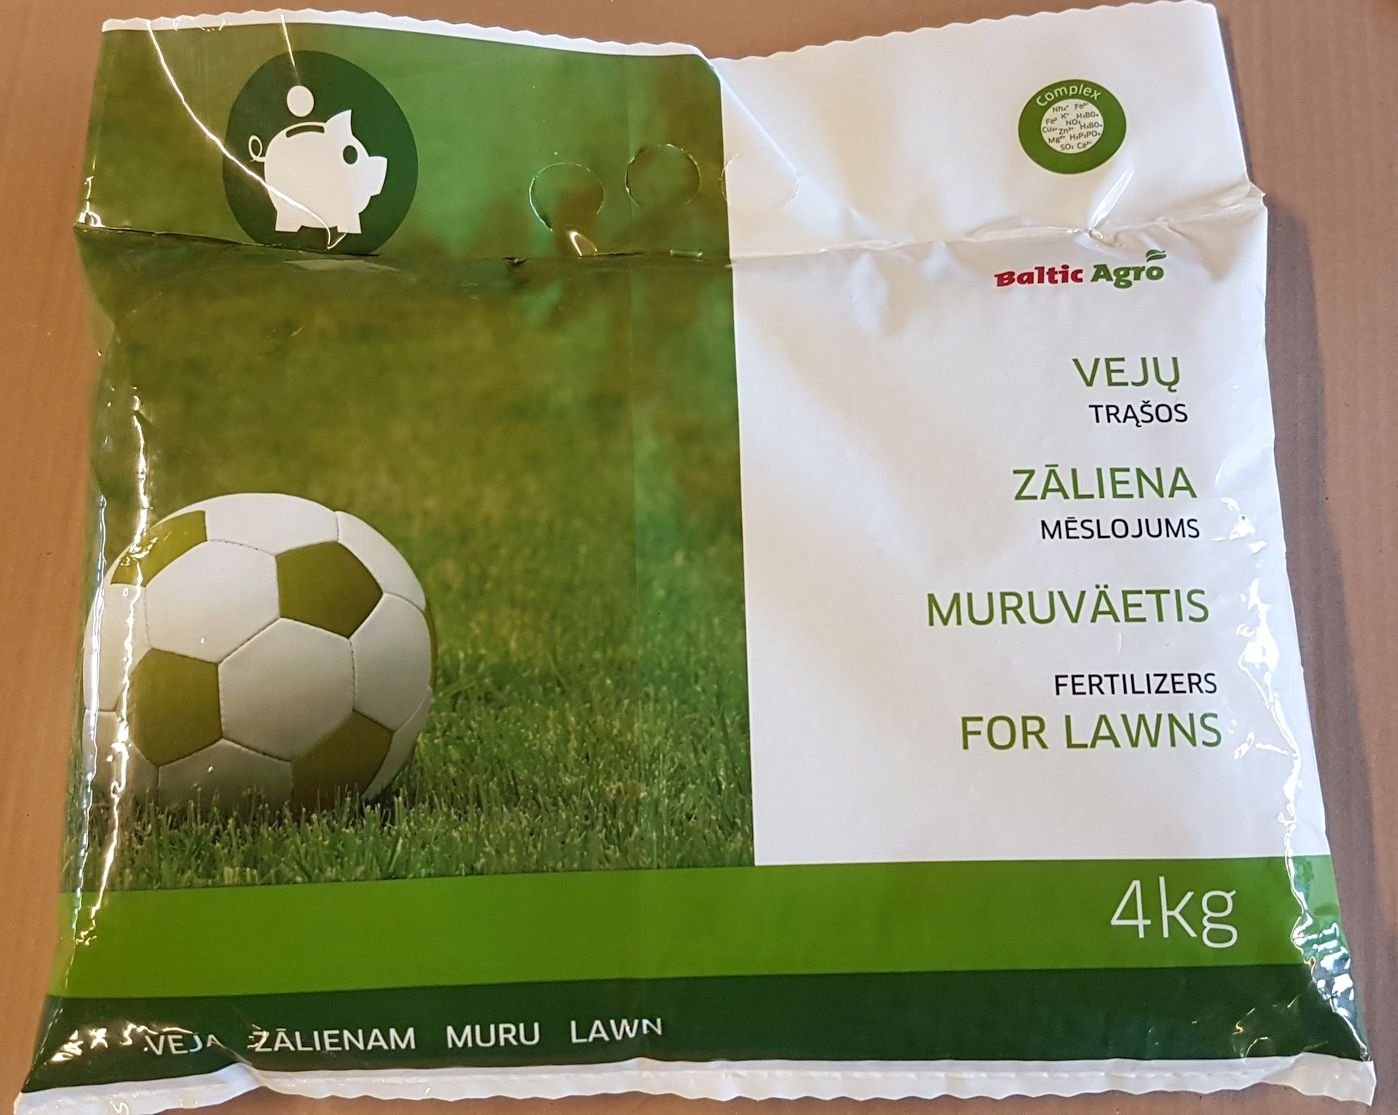 Complex
Baltic Agro
VEJŲ
TRĄŠOS
ZĀLIENA
MĒSLOJUMS
MURUVÄETIS
FERTILIZERS
FOR LAWNS
4kg
VEJA ZĀLIENAM MURU LAWN